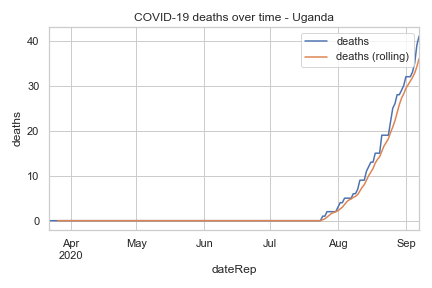 COVID-19 deaths over time - Uganda
deaths
deaths (rolling)
deaths
40
30
20
10
0
Apr
2020
May
Jun
Jul
Aug
Sep
dateRep